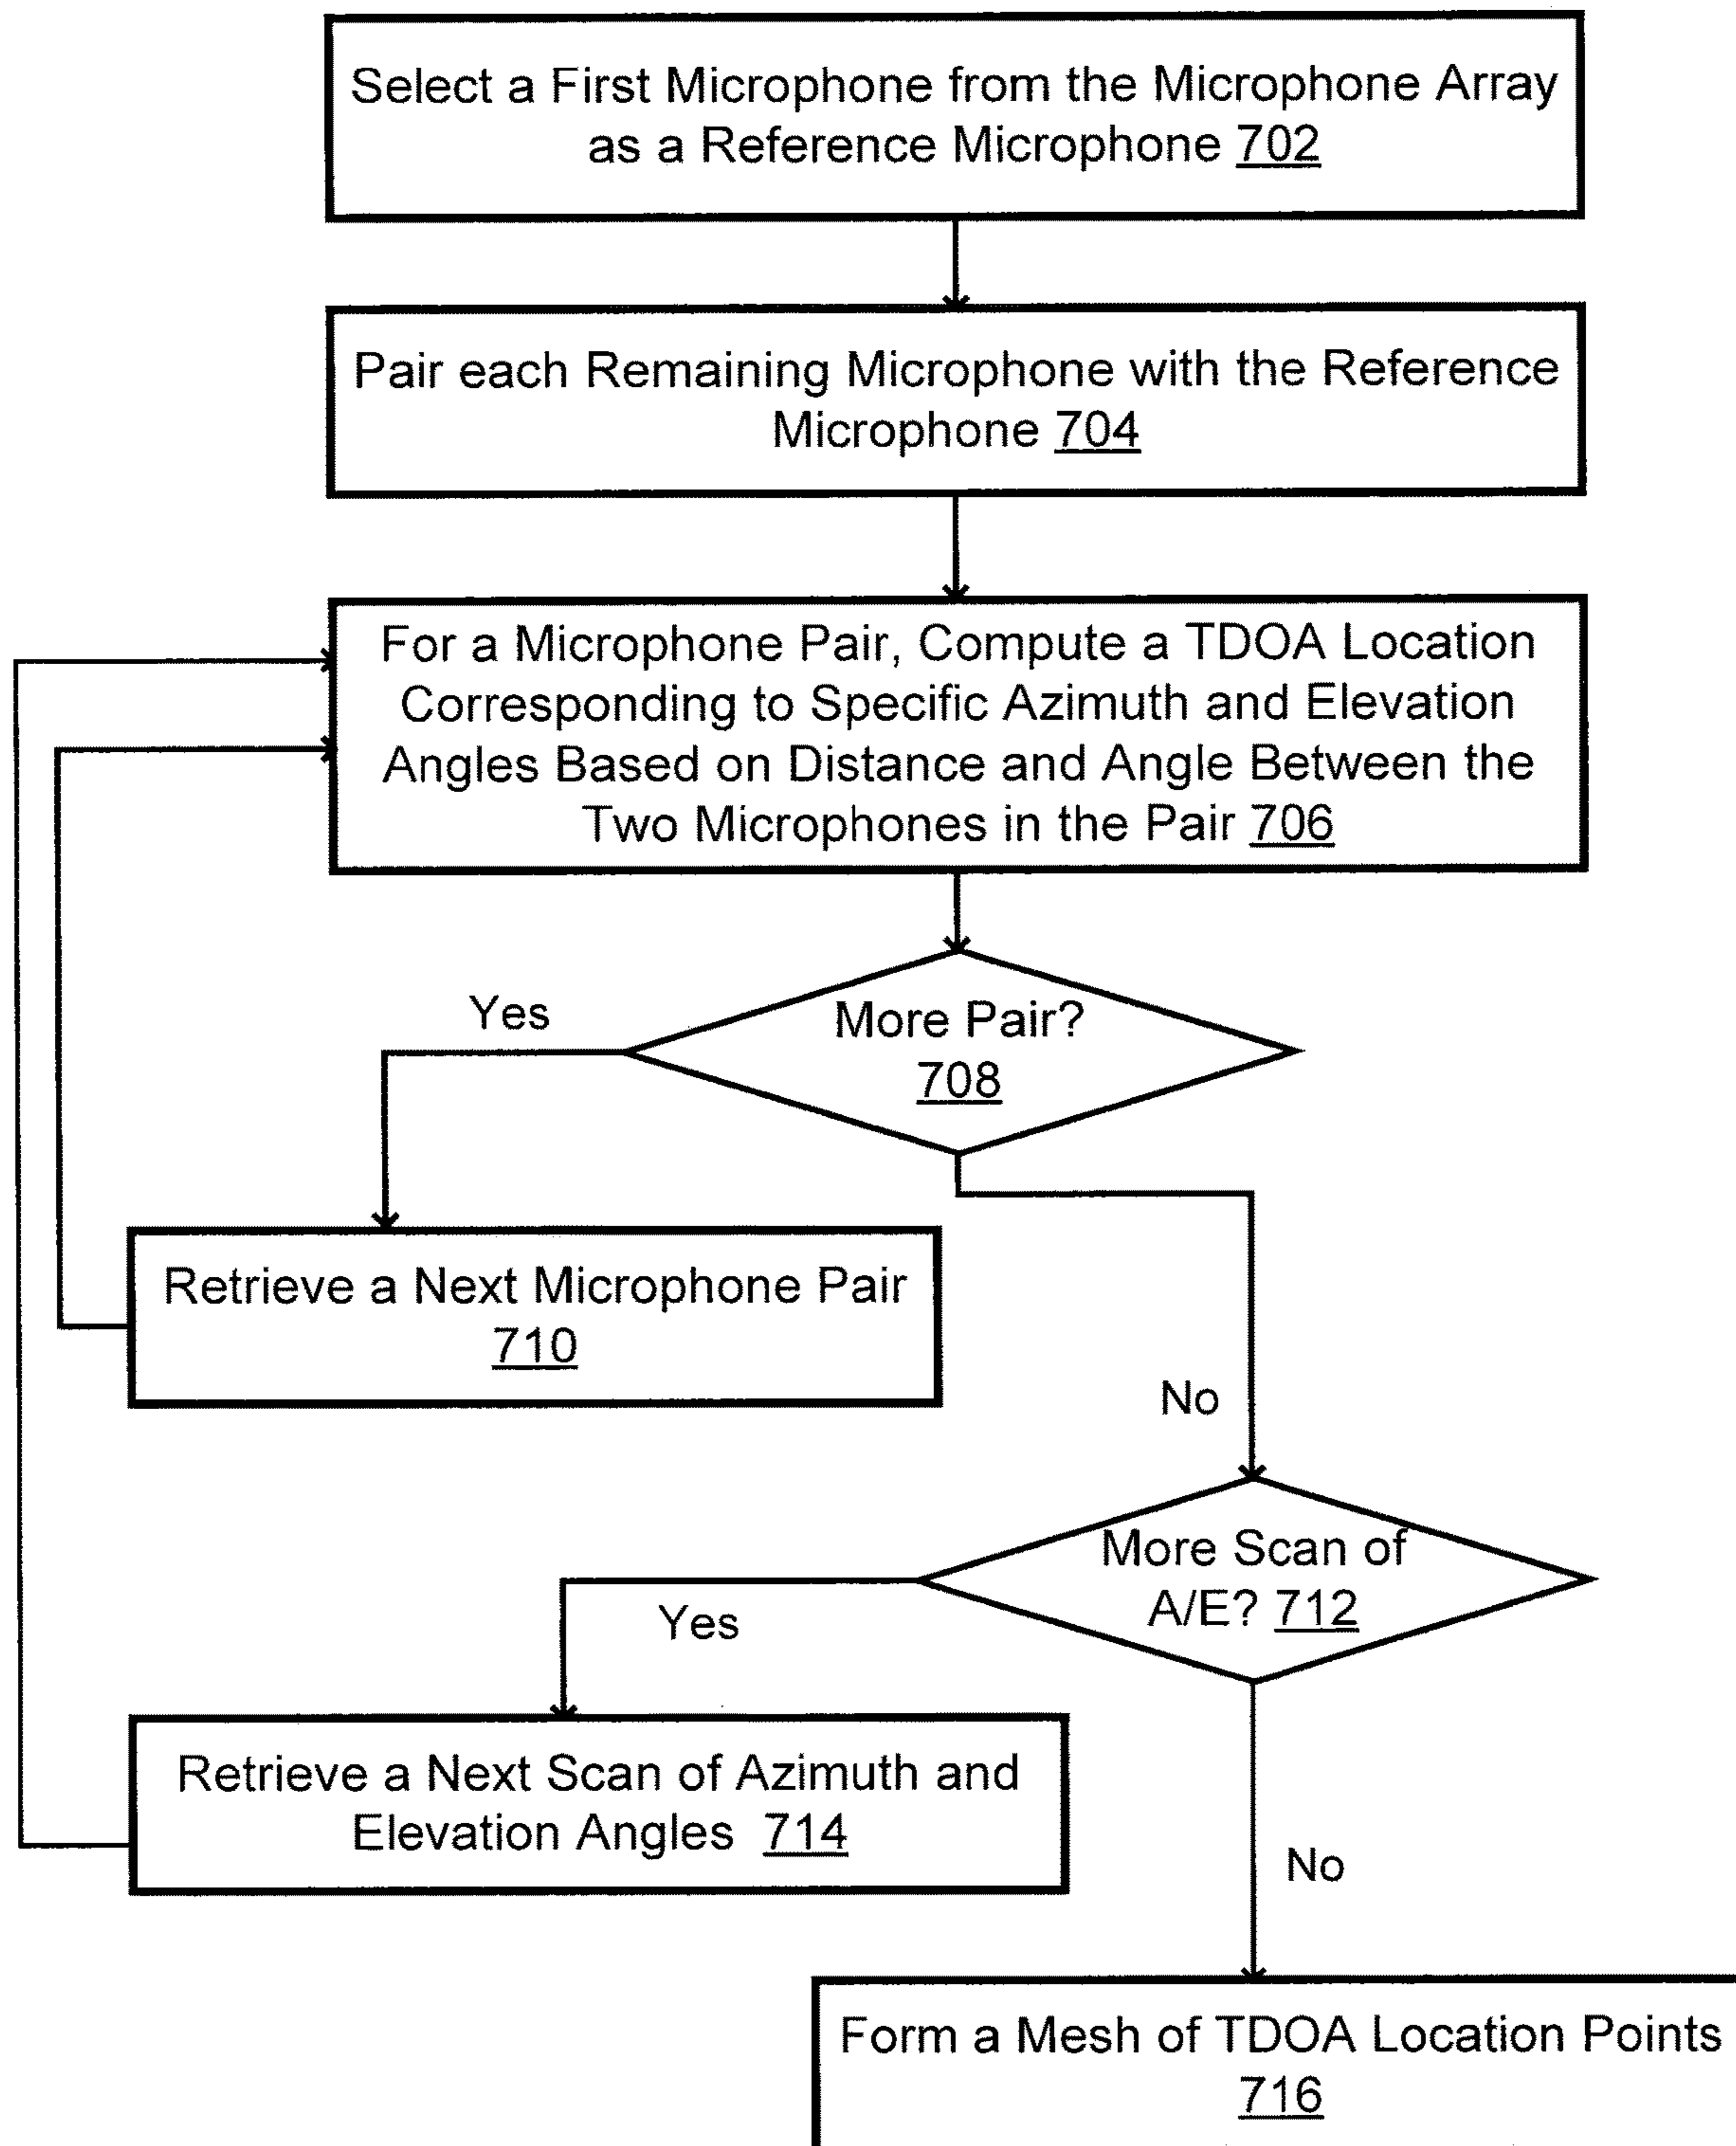 Select a First Microphone from the Microphone Array
as a Reference Microphone 702
Pair each Remaining Microphone with the Reference
Microphone 704
For a Microphone Pair, Compute a TDOA Location
Corresponding to Specific Azimuth and Elevation
Angles Based on Distance and Angle Between the
Two Microphones in the Pair 706
More Pair?
708
Yes
Retrieve a Next Microphone Pair
710
No
More Scan of
A/E? 712
Yes
Retrieve a Next Scan of Azimuth and
Elevation Angles 714
No
Form a Mesh of TDOA Location Points
716